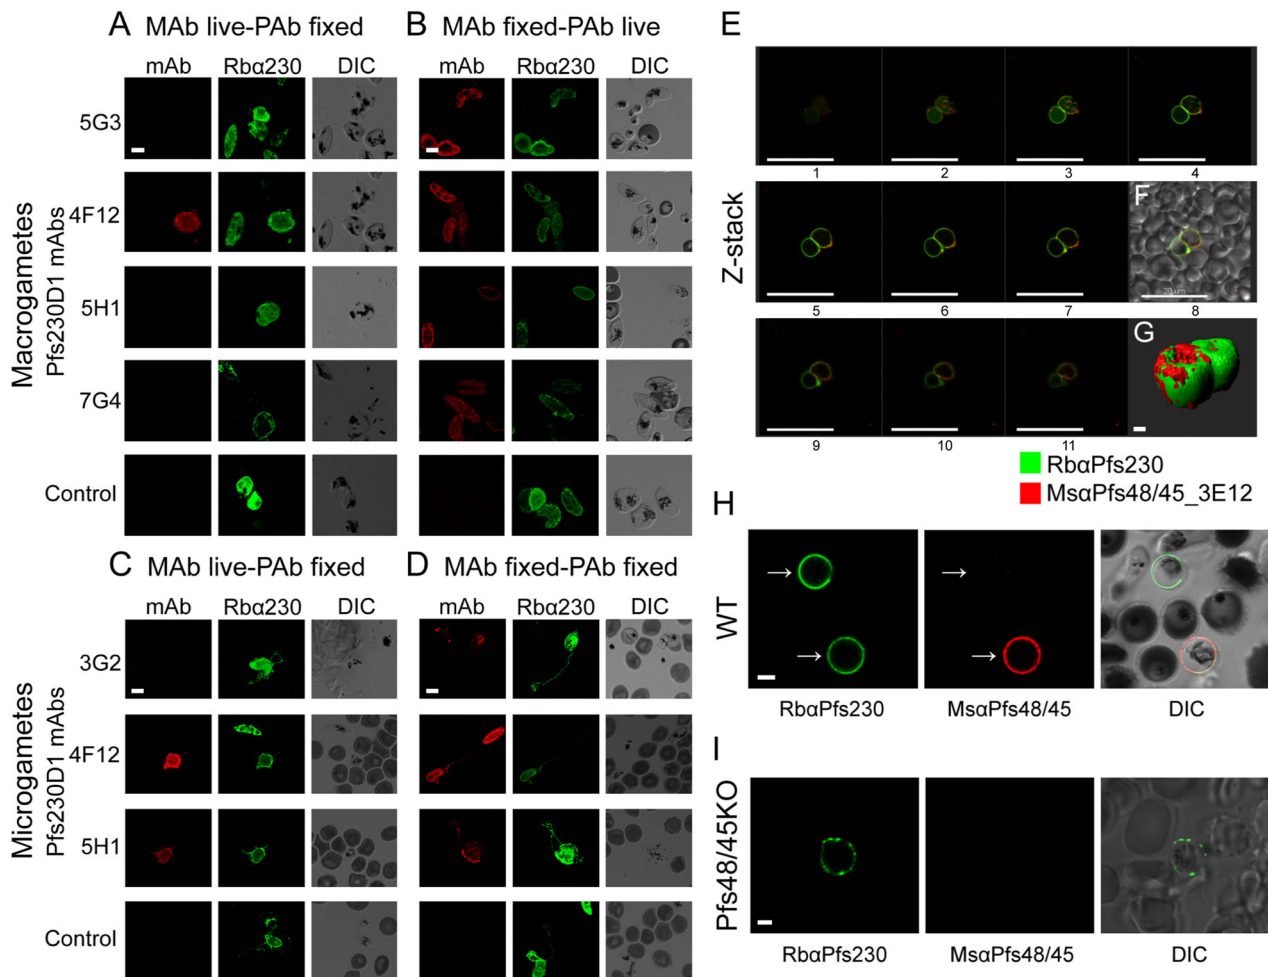 A MAb live-PAb fixed
mAb Rbα230 DIC
5G3
4F12
5H1
7G4
Control
Macrogametes
Pfs230D1 mAbs
B MAb fixed-PAb live
mAb Rbα230 DIC
C MAb live-PAb fixed
mAb Rbα230 DIC
3G2
4F12
5H1
Control
Microgametes
Pfs230D1 mAbs
D MAb fixed-PAb fixed
mAb Rbα230 DIC
E
Z-stack
1 2 3 4
F
20 μm
5 6 7 8
G
9 10 11
RbαPfs230
MsαPfs48/45_3E12
H
WT
RbαPfs230 MsαPfs48/45 DIC
I
Pfs48/45KO
RbαPfs230 MsαPfs48/45 DIC